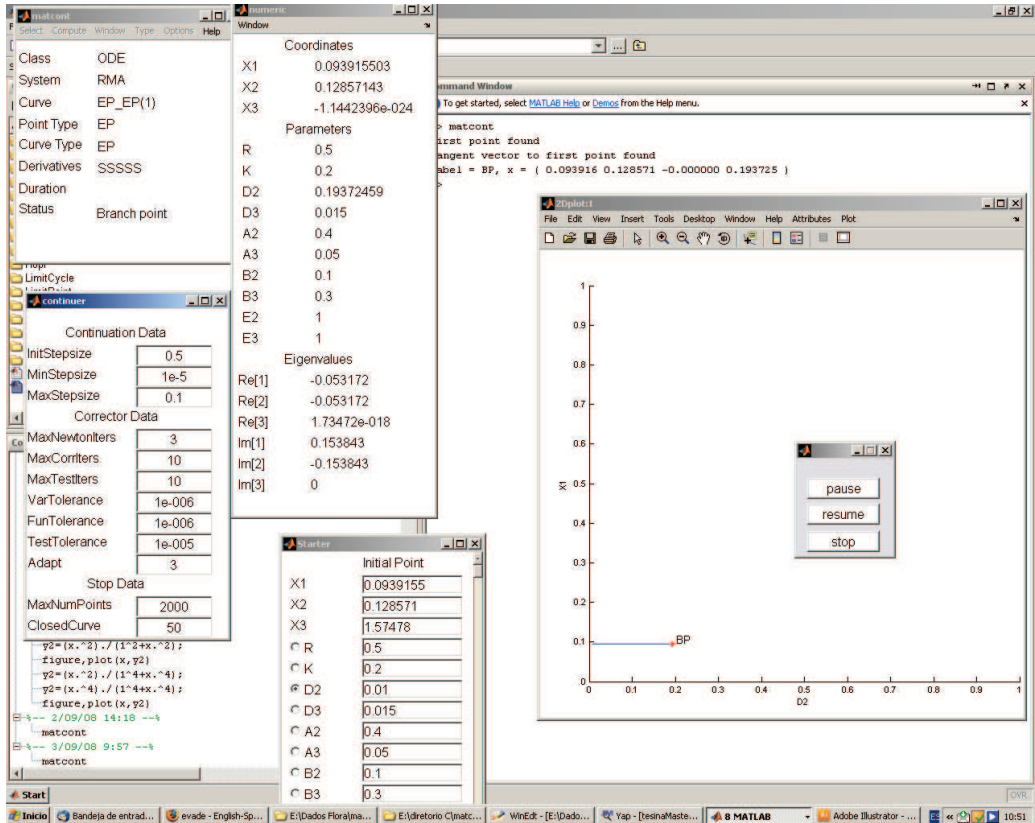 matcont
Select Compute Window Type Options Help
Class ODE
System RMA
Curve EP_EP(1)
Point Type EP
Curve Type EP
Derivatives SSSSS
Duration
Status Branch point
numeric
Window
Coordinates
X1 0.093915503
X2 0.12857143
X3 -1.1442396e-024
Parameters
R 0.5
K 0.2
D2 0.19372459
D3 0.015
A2 0.4
A3 0.05
B2 0.1
B3 0.3
E2 1
E3 1
Eigenvalues
Re[1] -0.053172
Re[2] -0.053172
Re[3] 1.73472e-018
Im[1] 0.153843
Im[2] -0.153843
Im[3] 0
ommand Window
To get started, select MATLAB Help or Demos from the Help menu.
> matcont
irst point found
angent vector to first point found
abel = BP, x = ( 0.093916 0.128571 -0.000000 0.193725 )
>
LimitCycle
continuer
Continuation Data
InitStepsize 0.5
MinStepsize 1e-5
MaxStepsize 0.1
Corrector Data
MaxNewtonIters 3
MaxCorrIters 10
MaxTestIters 10
VarTolerance 1e-006
FunTolerance 1e-006
TestTolerance 1e-005
Adapt 3
Stop Data
MaxNumPoints 2000
ClosedCurve 50
Co
y2=(x.^2)./(1^2+x.^2);
figure,plot(x,y2)
y2=(x.^2)./(1^4+x.^4);
y2=(x.^4)./(1^4+x.^4);
figure,plot(x,y2)
%-- 2/09/08 14:18 --%
matcont
%-- 3/09/08 9:57 --%
matcont
Starter
Initial Point
X1 0.0939155
X2 0.128571
X3 1.57478
R 0.5
K 0.2
D2 0.01
D3 0.015
A2 0.4
A3 0.05
B2 0.1
B3 0.3
2Dplot:1
File Edit View Insert Tools Desktop Window Help Attributes Plot
1
0.9
0.8
0.7
0.6
0.5
0.4
0.3
0.2
0.1
0
X1
BP
0 0.1 0.2 0.3 0.4 0.5 0.6 0.7 0.8 0.9 1
D2
pause
resume
stop
Start
OVR
Inicio
Bandeja de entrad...
evade - English-Sp...
E:\Dados Flora\ma...
E:\diretorio C\matc...
WinEdt - [E:\Dado...
Yap - [tesinaMaste...
8 MATLAB
Adobe Illustrator - ...
ES
10:51